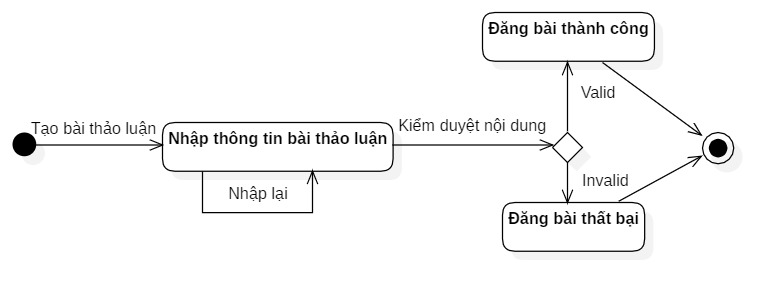 Đăng bài thành công
Valid
Tạo bài thảo luận
Nhập thông tin bài thảo luận
Kiểm duyệt nội dung
Nhập lại
Invalid
Đăng bài thất bại